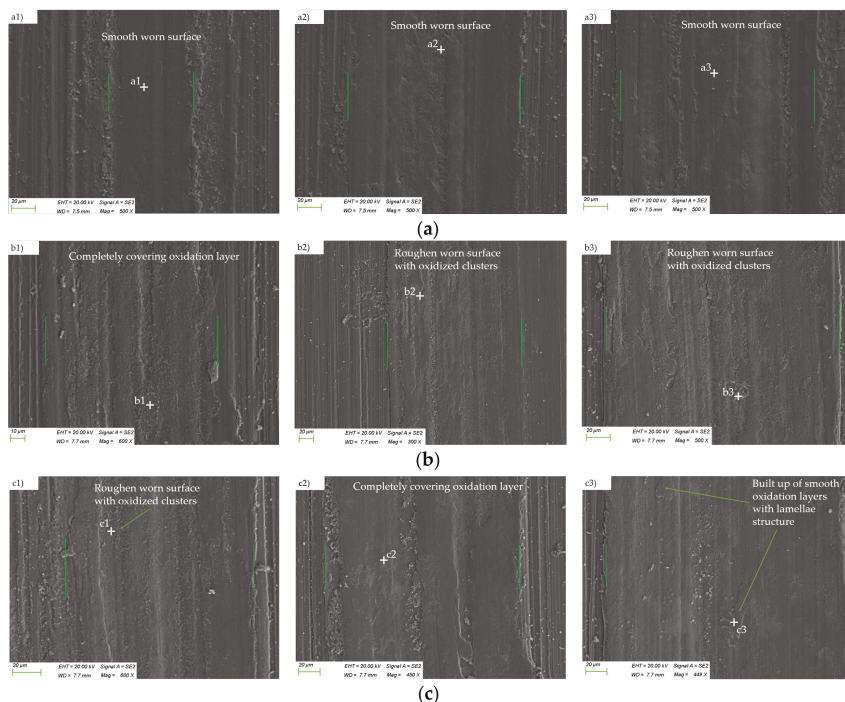 a1)
Smooth worn surface
a1
20 µm
EHT = 20.00 kV Signal A = SE2
WD = 7.5 mm Mag = 500 X
a2)
Smooth worn surface
a2
20 µm
EHT = 20.00 kV Signal A = SE2
WD = 7.5 mm Mag = 500 X
a3)
Smooth worn surface
a3
20 µm
EHT = 20.00 kV Signal A = SE2
WD = 7.5 mm Mag = 500 X
(a)
b1)
Completely covering oxidation layer
b1
10 µm
EHT = 20.00 kV Signal A = SE2
WD = 7.7 mm Mag = 600 X
b2)
Roughen worn surface
with oxidized clusters
b2
20 µm
EHT = 20.00 kV Signal A = SE2
WD = 7.7 mm Mag = 300 X
b3)
Roughen worn surface
with oxidized clusters
b3
20 µm
EHT = 20.00 kV Signal A = SE2
WD = 7.7 mm Mag = 500 X
(b)
c1)
Roughen worn surface
with oxidized clusters
c1
20 µm
EHT = 20.00 kV Signal A = SE2
WD = 7.7 mm Mag = 600 X
c2)
Completely covering oxidation layer
c2
20 µm
EHT = 20.00 kV Signal A = SE2
WD = 7.7 mm Mag = 450 X
c3)
Built up of smooth
oxidation layers
with lamellae
structure
c3
20 µm
EHT = 20.00 kV Signal A = SE2
WD = 7.7 mm Mag = 449 X
(c)